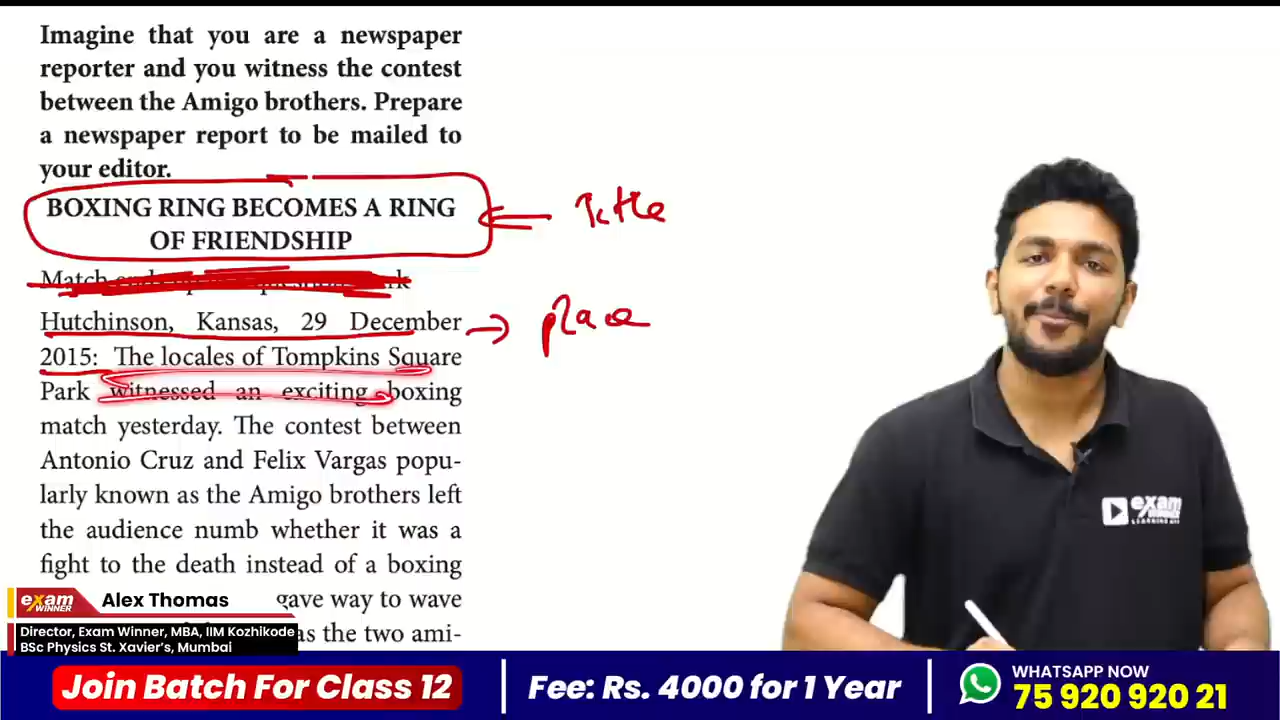 Imagine that you are a newspaper
reporter and you witness the contest
between the Amigo brothers. Prepare
a newspaper report to be mailed to
your editor.
BOXING RING BECOMES A RING
OF FRIENDSHIP
Title
Match
Hutchinson, Kansas, 29 December
place
2015: The locales of Tompkins Square
Park witnessed an exciting boxing
match yesterday. The contest between
Antonio Cruz and Felix Vargas popu-
larly known as the Amigo brothers left
the audience numb whether it was a
fight to the death instead of a boxing
gave way to wave
as the two ami-
exam
WINNER
LEARNING APP
exam
WINNER
Alex Thomas
Director, Exam Winner, MBA, IIM Kozhikode
BSc Physics St. Xavier's, Mumbai
Join Batch For Class 12
Fee: Rs. 4000 for 1 Year
WHATSAPP NOW
75 920 920 21